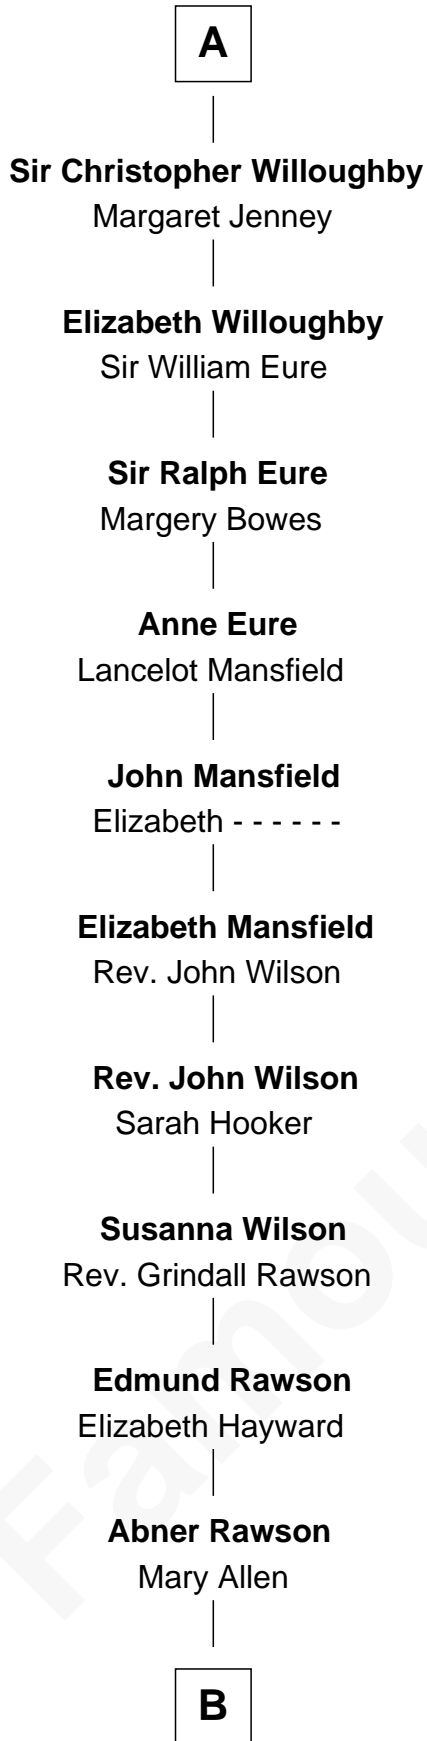 A
Sir Christopher Willoughby
Margaret Jenney
Elizabeth Willoughby
Sir William Eure
Sir Ralph Eure
Margery Bowes
Anne Eure
Lancelot Mansfield
John Mansfield
Elizabeth - - - - - -
Elizabeth Mansfield
Rev. John Wilson
Rev. John Wilson
Sarah Hooker
Susanna Wilson
Rev. Grindall Rawson
Edmund Rawson
Elizabeth Hayward
Abner Rawson
Mary Allen
B